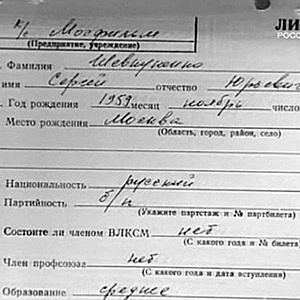 к/с Мосфильм
ЛИ
РОСС
(Предприятие, учреждение)
. Фамилия Шевкуненко
имя Сергей отчество Юрьевич
. Год рождения 1959 месяц ноябрь число
Место рождения Москва
(Область, город, район, село)
Национальность русский
Партийность б/п
(Укажите партстаж и № партбилета)
Состоите ли членом ВЛКСМ нет
(С какого года и № билета
Член профсоюза нет
(С какого года и дата вступления)
Образование среднее